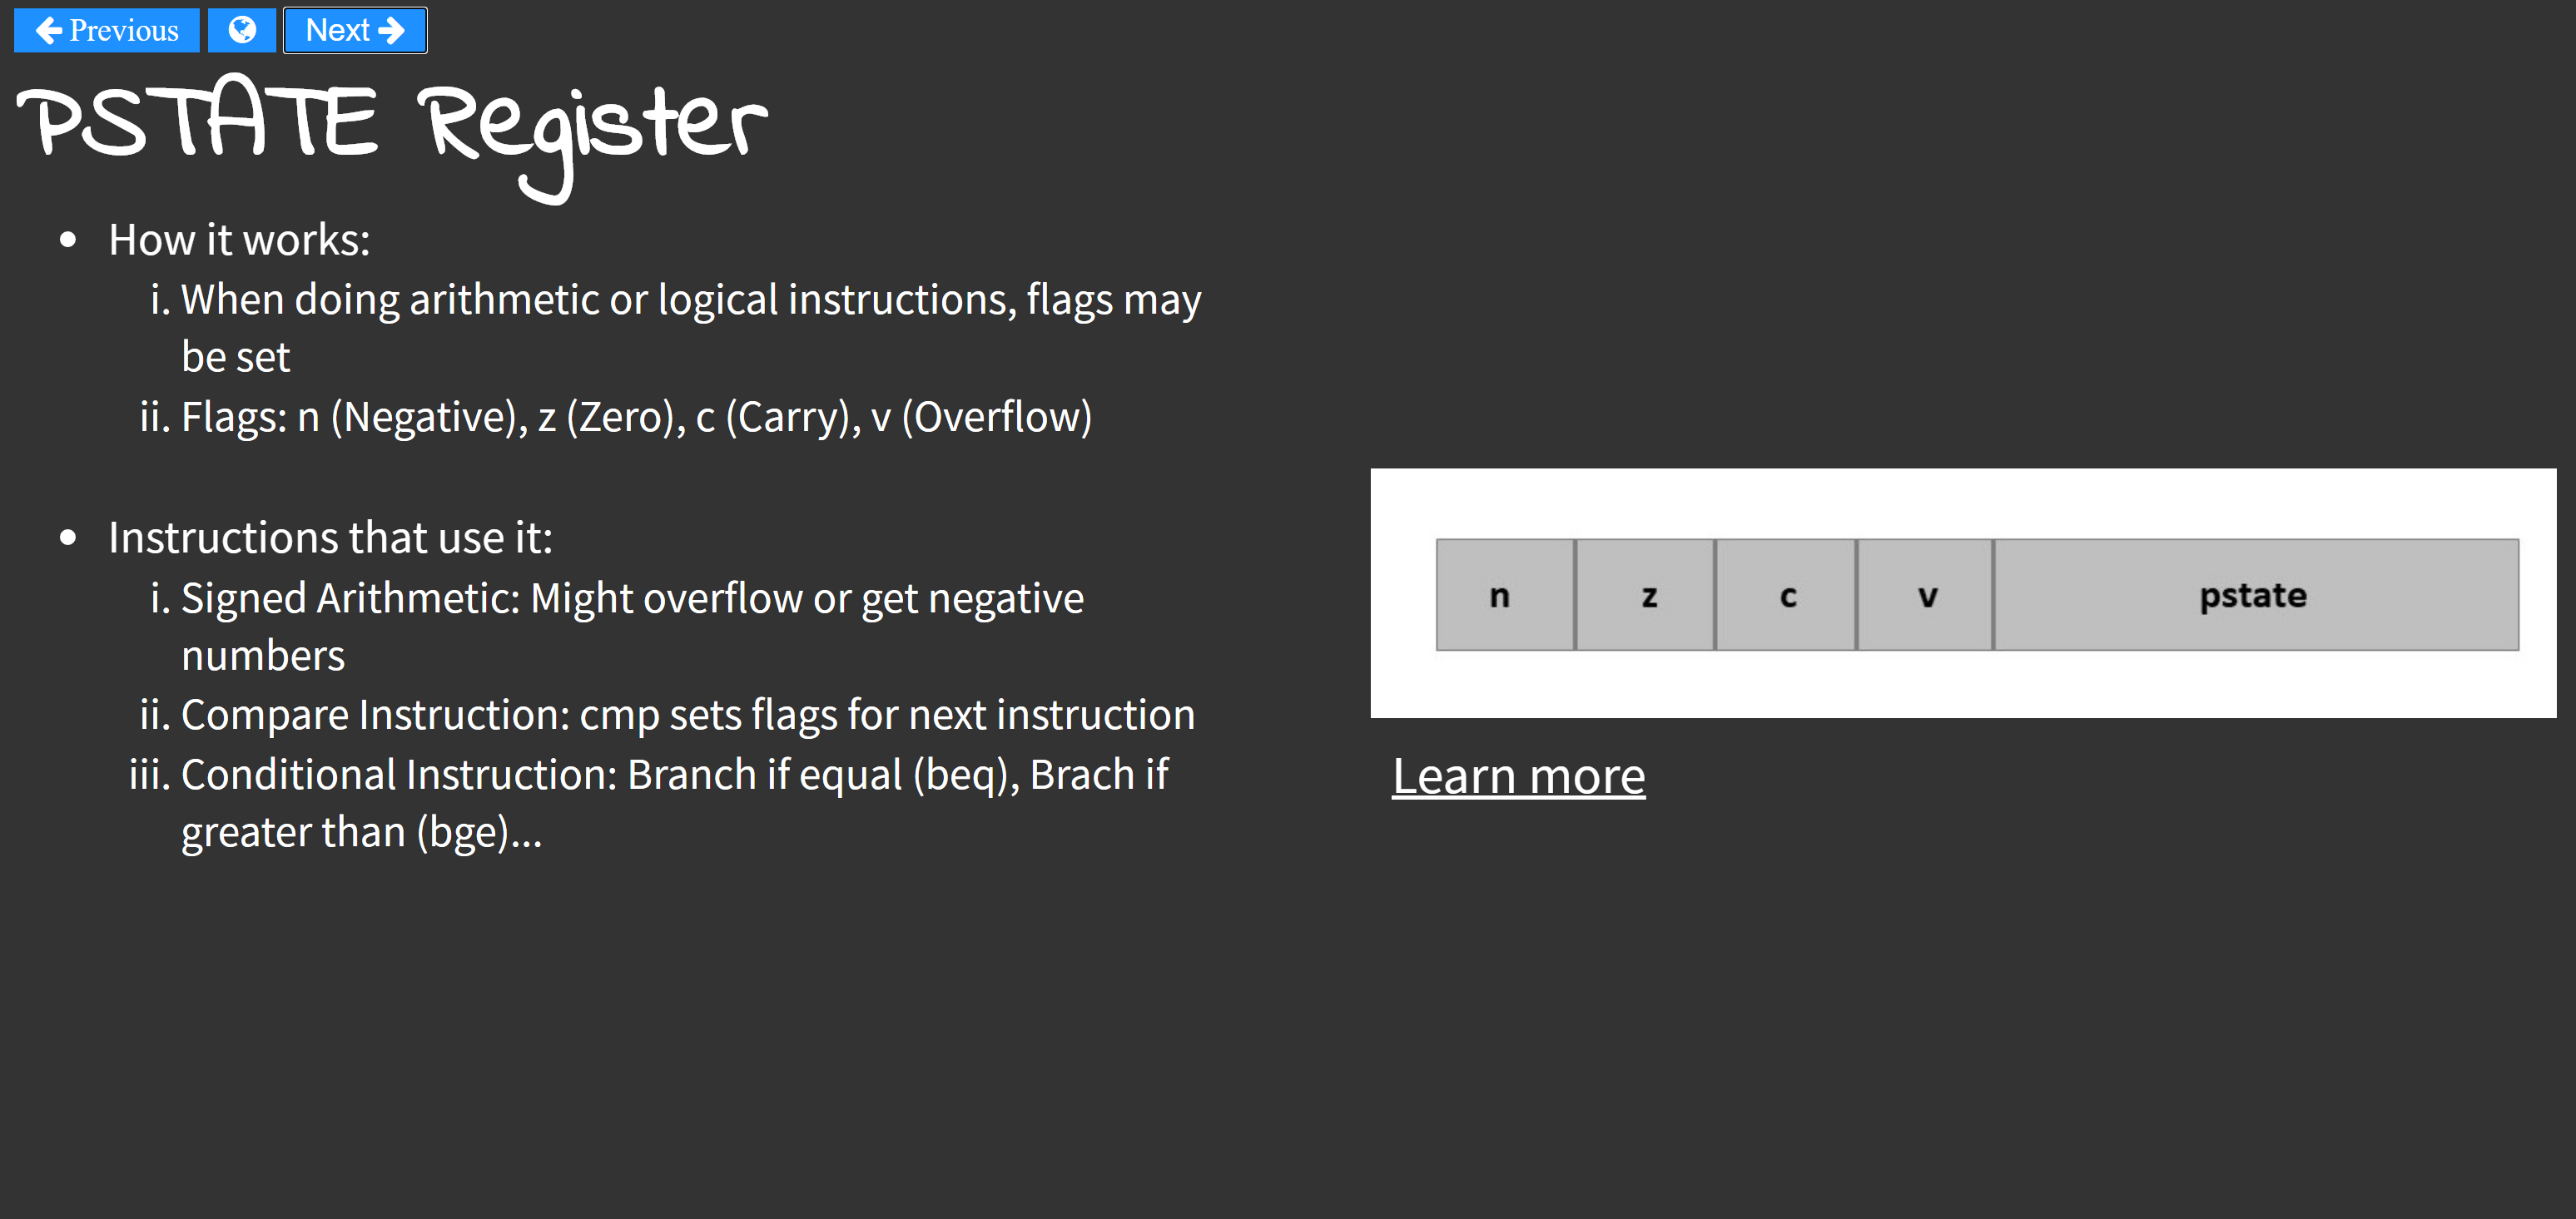 Previous
Next
PSTATE Register
• How it works:
i. When doing arithmetic or logical instructions, flags may
be set
ii. Flags: n (Negative), z (Zero), c (Carry), v (Overflow)
• Instructions that use it:
i. Signed Arithmetic: Might overflow or get negative
numbers
ii. Compare Instruction: cmp sets flags for next instruction
iii. Conditional Instruction: Branch if equal (beq), Brach if
greater than (bge)...
n z c v pstate
Learn more